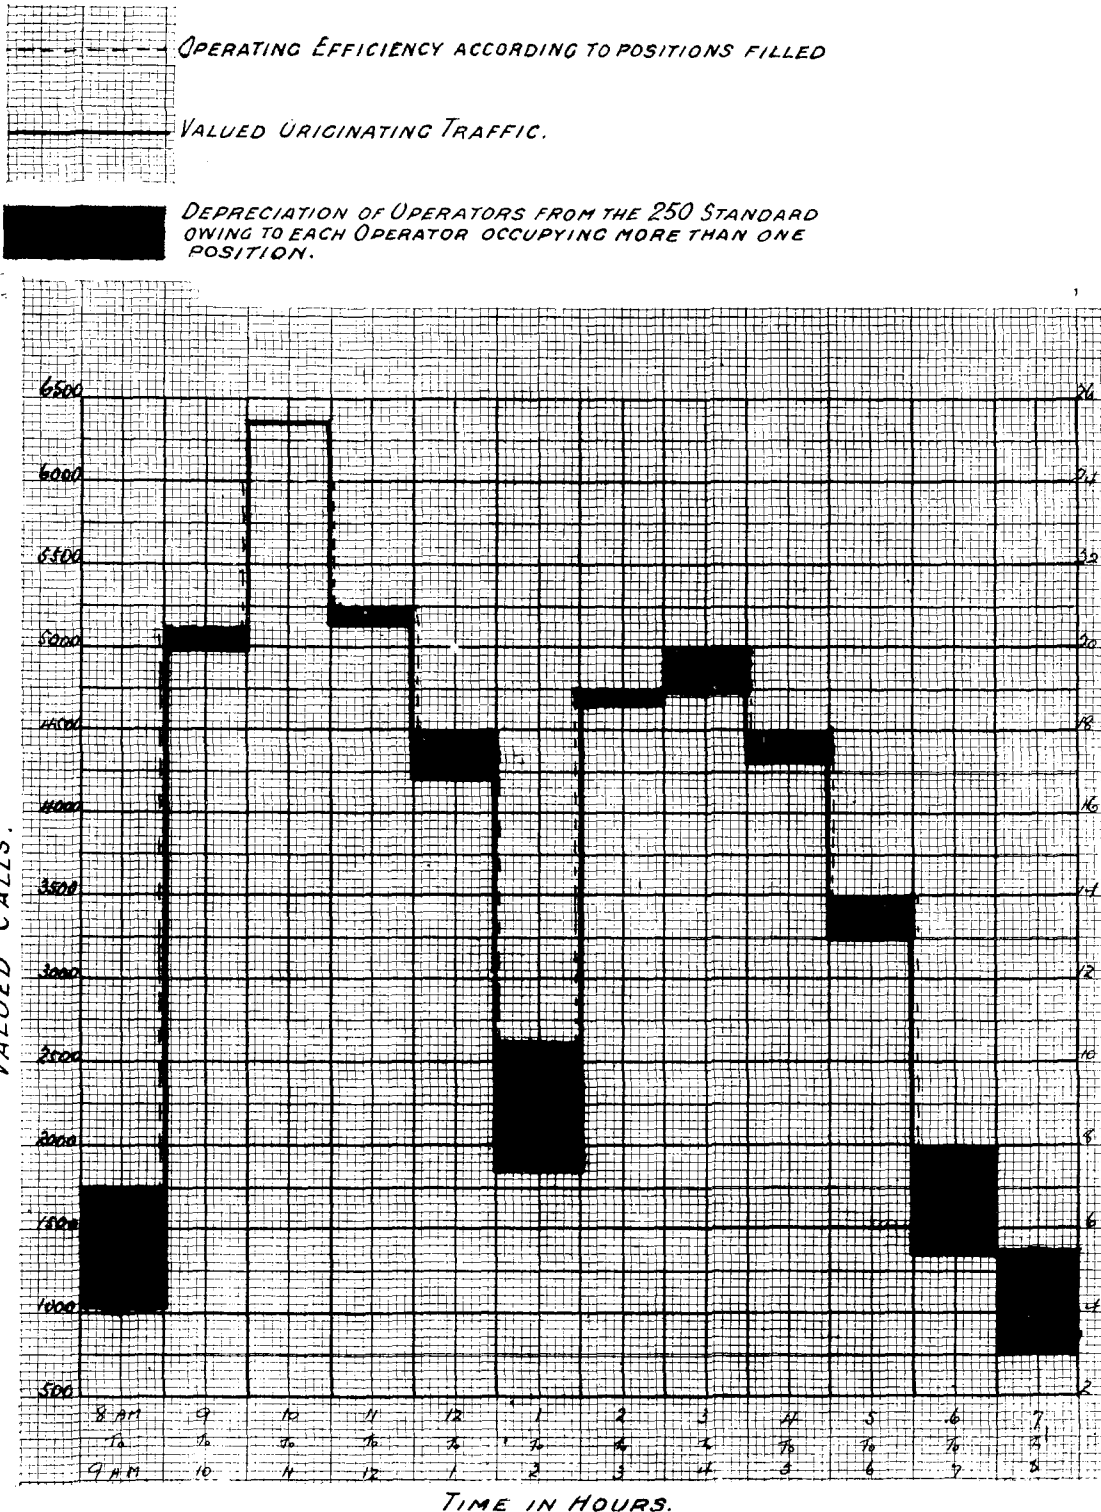 OPERATING EFFICIENCY ACCORDING TO POSITIONS FILLED
VALUED ORIGINATING TRAFFIC.
DEPRECIATION OF OPERATORS FROM THE 250 STANDARD
OWING TO EACH OPERATOR OCCUPYING MORE THAN ONE
POSITION.
6500 26
6000 24
5500 22
5000 20
4500 18
4000 16
3500 14
3000 12
2500 10
2000 8
1500 6
1000 4
500 2
VALUED CALLS.
8 AM 9 10 11 12 1 2 3 4 5 6 7
To To To To To To To To To To To To
9 AM 10 11 12 1 2 3 4 5 6 7 8
TIME IN HOURS.